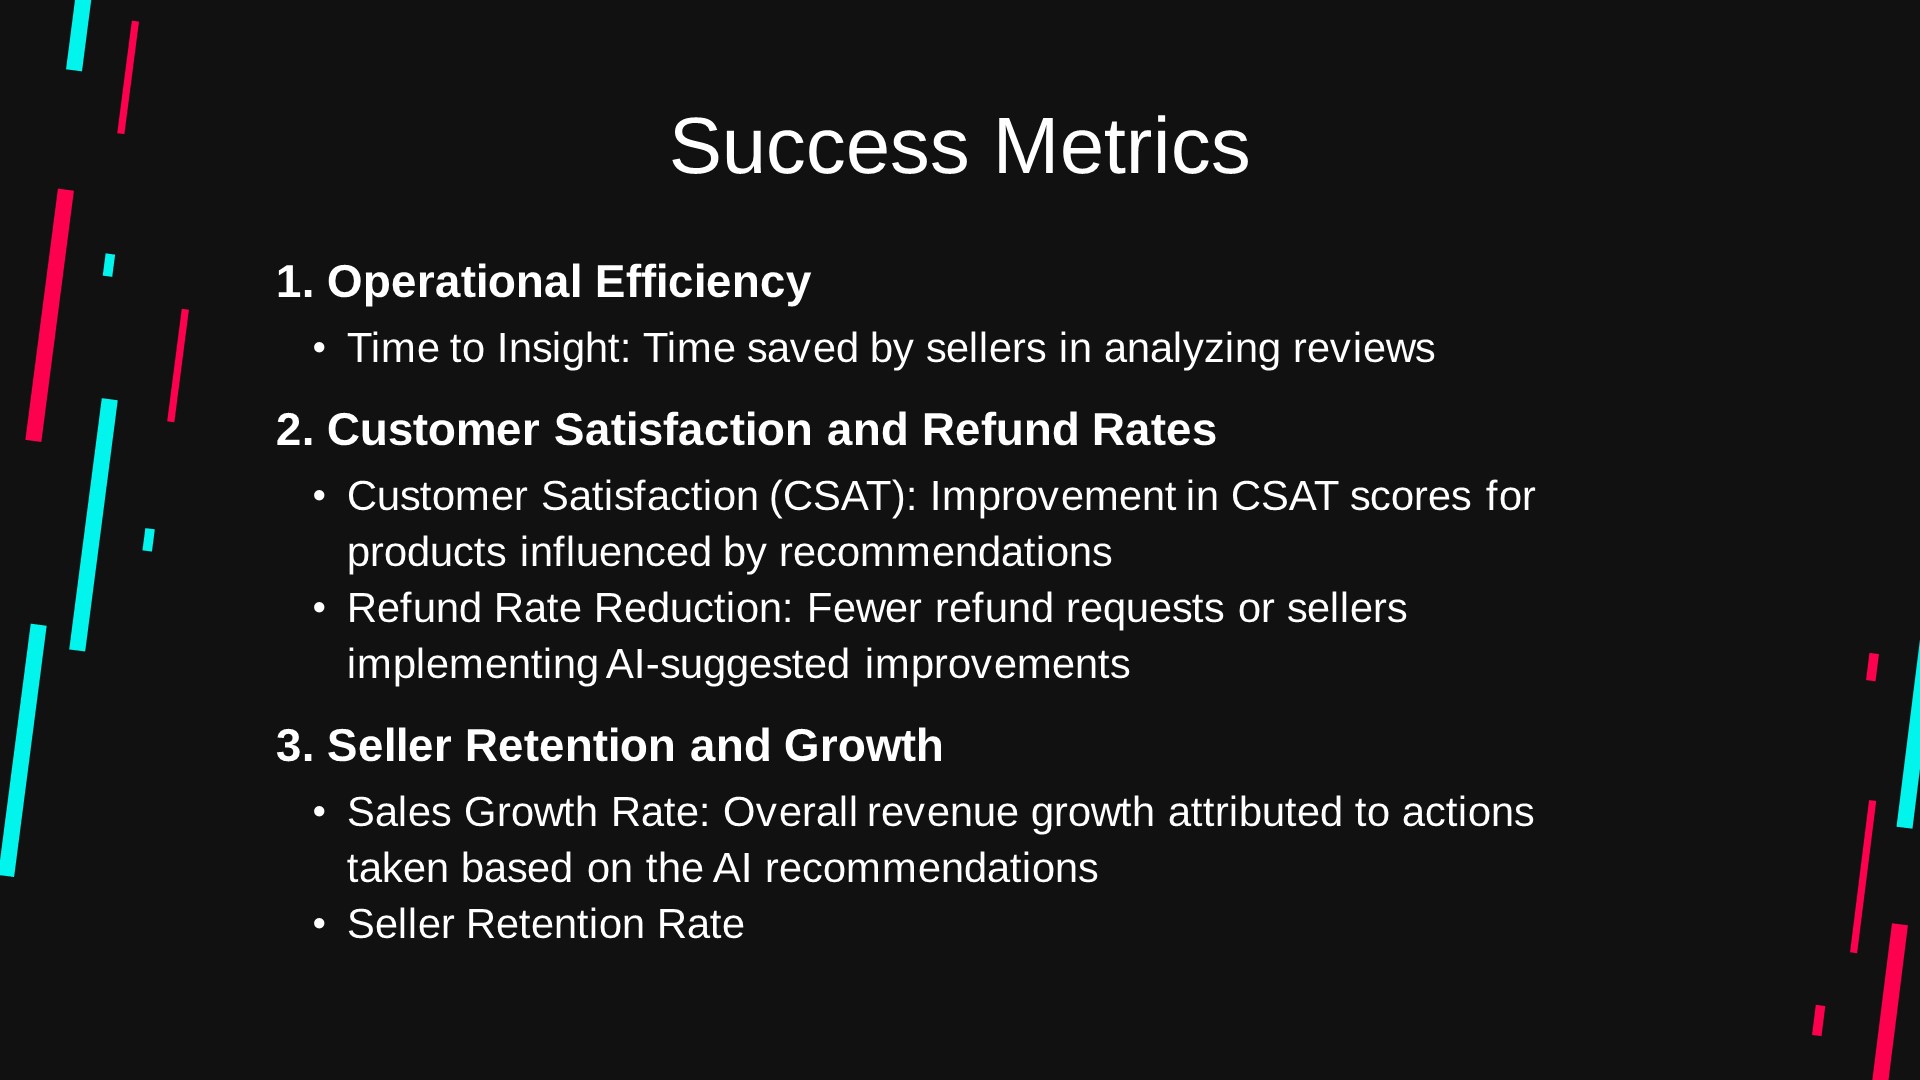 Success Metrics
1. Operational Efficiency
• Time to Insight: Time saved by sellers in analyzing reviews
2. Customer Satisfaction and Refund Rates
• Customer Satisfaction (CSAT): Improvement in CSAT scores for
products influenced by recommendations
• Refund Rate Reduction: Fewer refund requests or sellers
implementing AI-suggested improvements
3. Seller Retention and Growth
• Sales Growth Rate: Overall revenue growth attributed to actions
taken based on the AI recommendations
• Seller Retention Rate